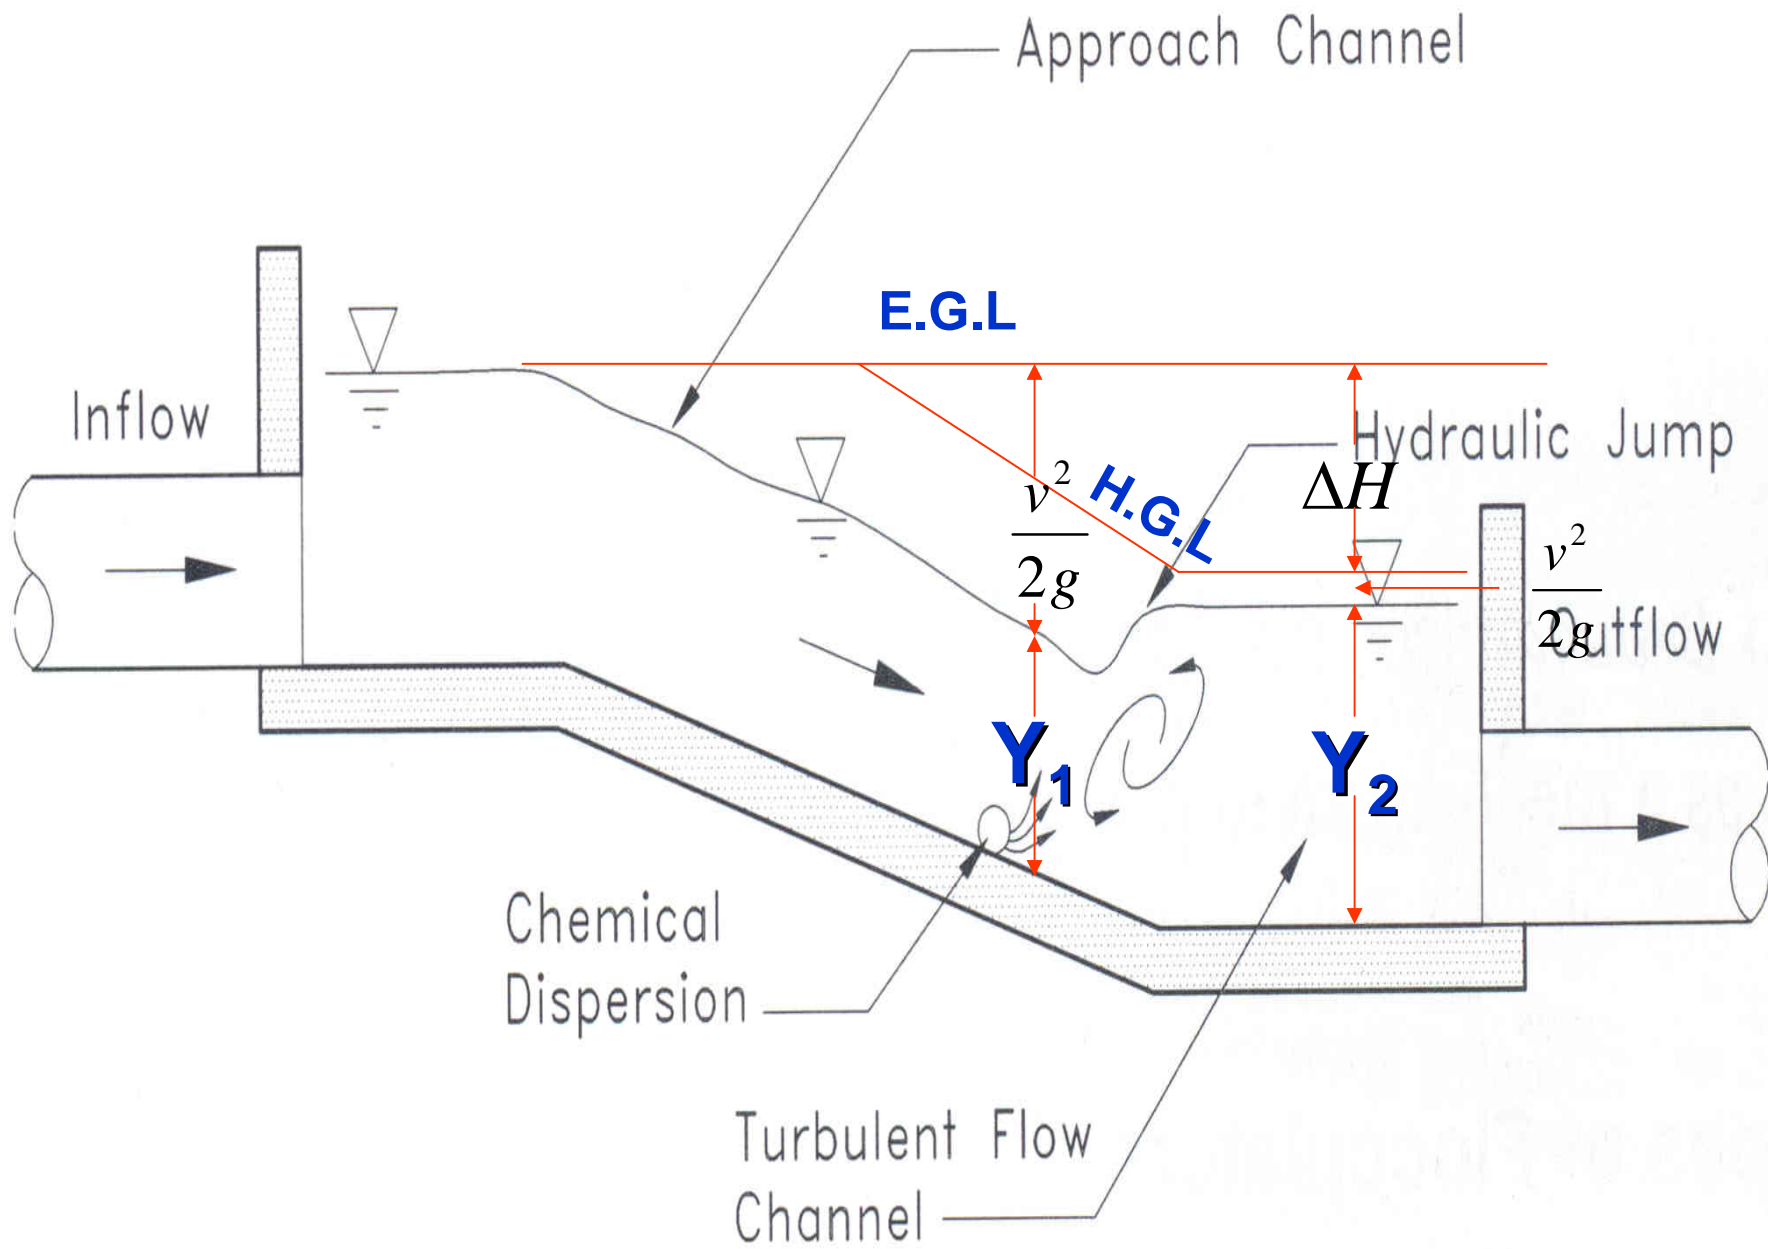 Approach Channel
E.G.L
Inflow
Hydraulic Jump
v²
2g
H.G.L
ΔH
v²
2g
Outflow
Y₁
Y₂
Chemical
Dispersion
Turbulent Flow
Channel